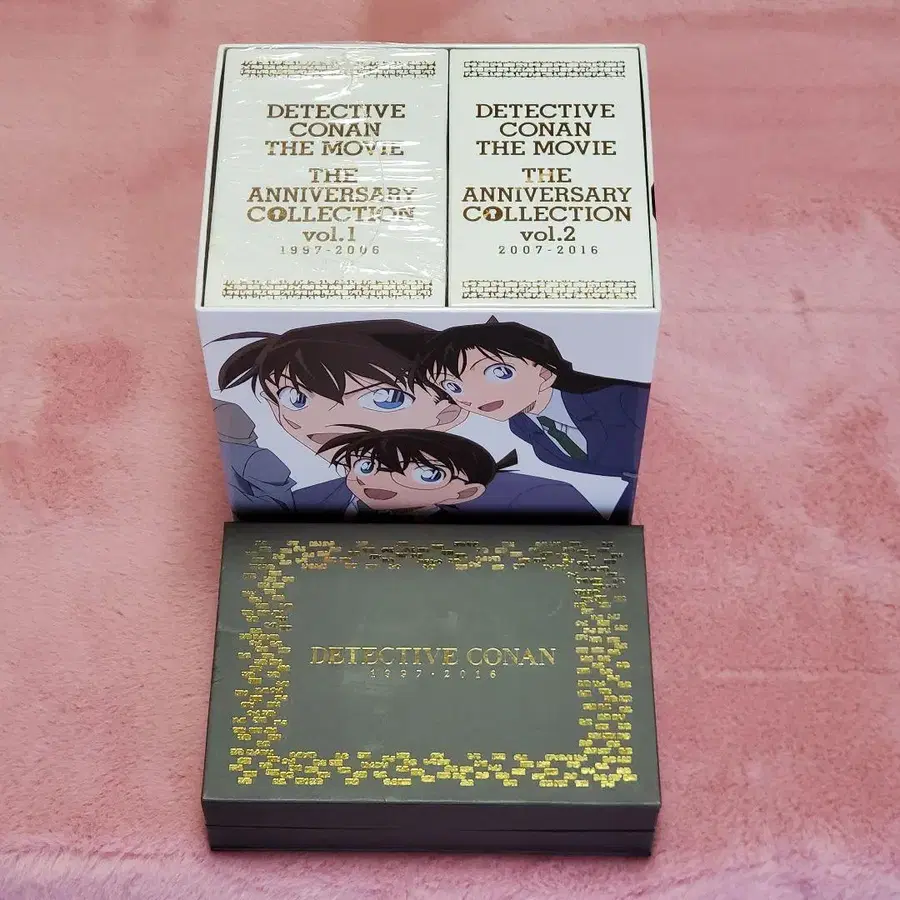 DETECTIVE
CONAN
THE MOVIE
THE
ANNIVERSARY
COLLECTION
vol.1
1997-2006
DETECTIVE
CONAN
THE MOVIE
THE
ANNIVERSARY
COLLECTION
vol.2
2007-2016
DETECTIVE CONAN
1997-2016